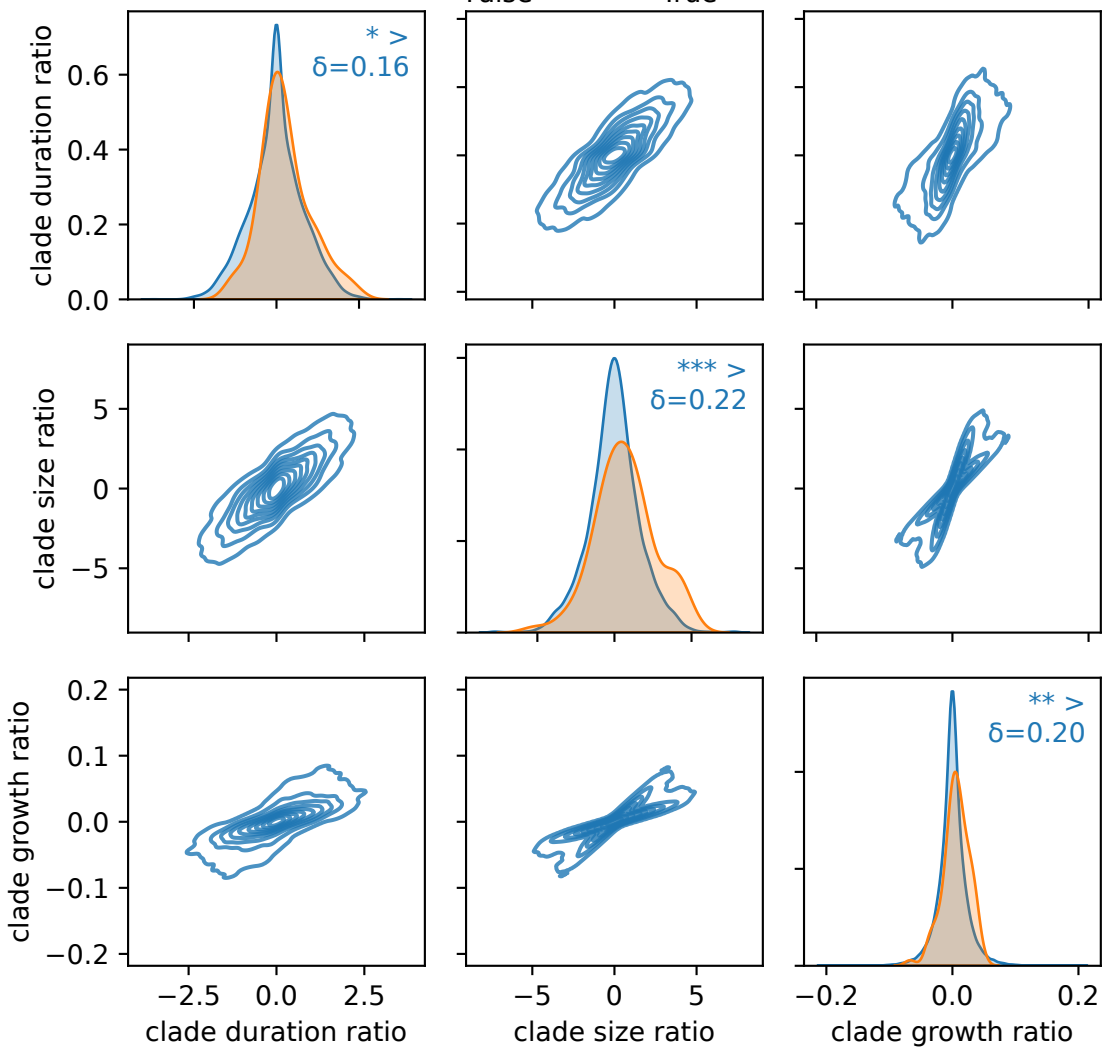 clade duration ratio
0.6
0.4
0.2
0.0
* >
δ=0.16
clade size ratio
5
0
−5
*** >
δ=0.22
clade growth ratio
0.2
0.1
0.0
−0.1
−0.2
** >
δ=0.20
−2.5 0.0 2.5
clade duration ratio
−5 0 5
clade size ratio
−0.2 0.0 0.2
clade growth ratio